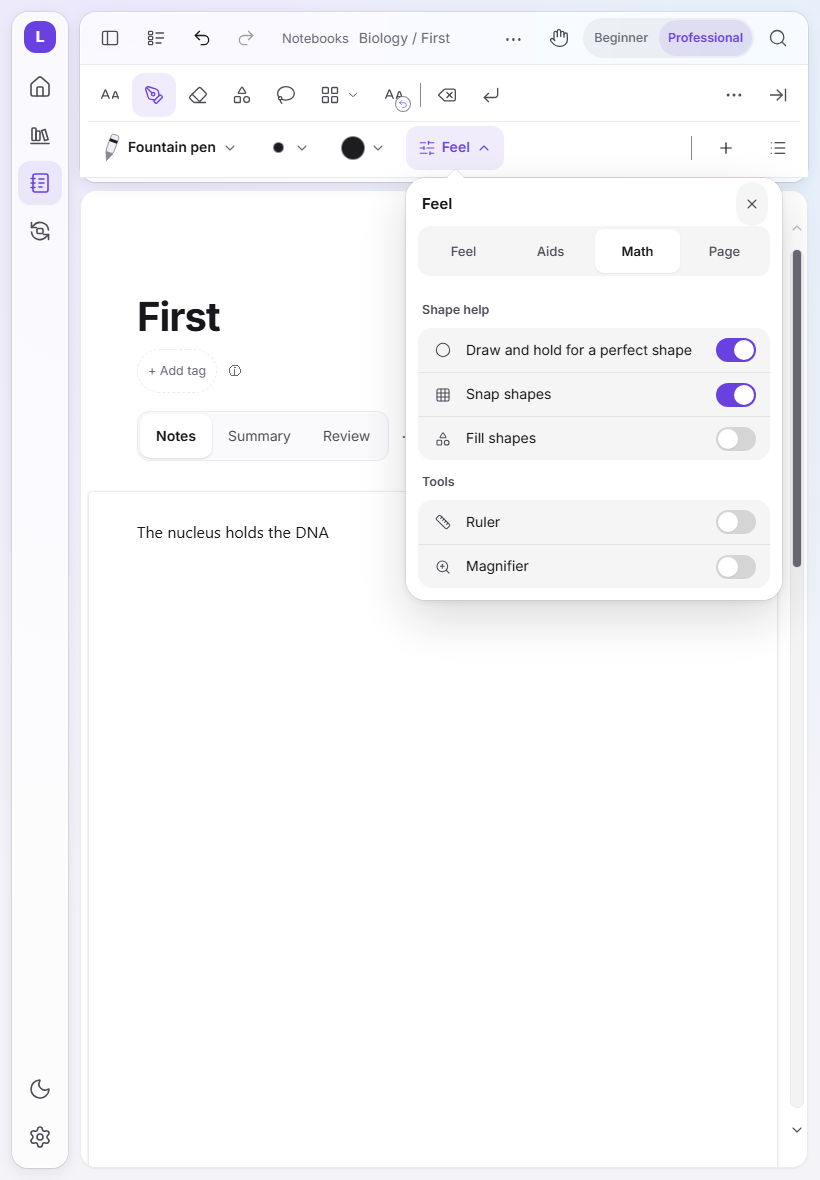 L
Notebooks Biology / First
Beginner Professional
Fountain pen
Feel
Feel
Feel Aids Math Page
Shape help
Draw and hold for a perfect shape
Snap shapes
Fill shapes
Tools
Ruler
Magnifier
First
+ Add tag
Notes Summary Review
The nucleus holds the DNA